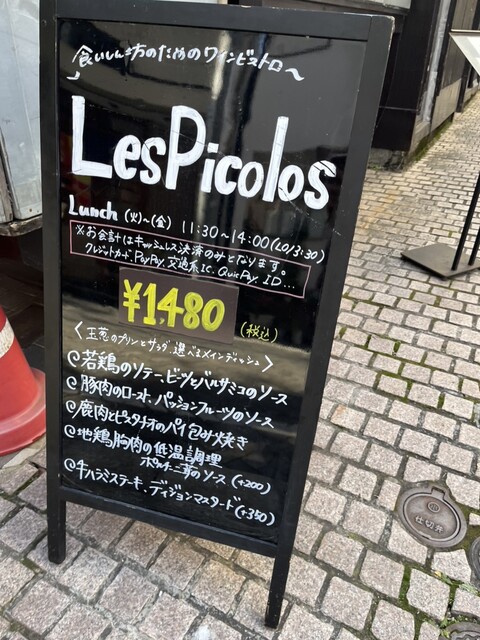 食いしん坊のためのワインビストロ～
LesPicolos
Lunch (火)～(金) 11:30～14:00(LO13:30)
※お会計はキャッシュレス決済のみとなります。
クレジットカード、PayPay、交通系IC、QuicPay、ID...
¥1480 (税込)
〈玉葱のプリンとサラダ、選べるメインディッシュ〉
@若鶏のソテー、ビーツとバルサミコのソース
@豚肉のロースト、パッションフルーツのソース
@鹿肉とピスタチオのパイ包み焼き
@地鶏胸肉の低温調理
ポルチーニ茸のソース (+200)
@牛ハラミステーキ、ディジョンマスタード (+350)
仕切弁